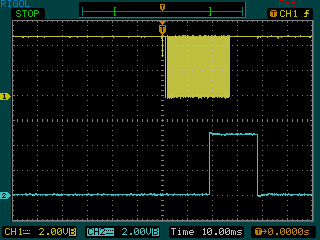 RIGOL
STOP
T CH1
T
1
2
CH1 2.00V B CH2 2.00V B Time 10.00ms T→0.0000s